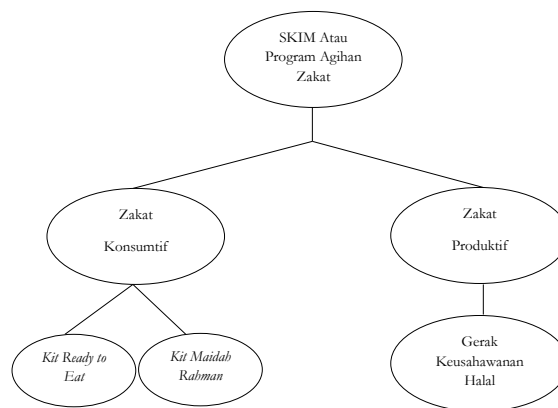 SKIM Atau
Program Agihan
Zakat
Zakat
Konsumtif
Zakat
Produktif
Kit Ready to
Eat
Kit Maidah
Rahman
Gerak
Keusahawanan
Halal